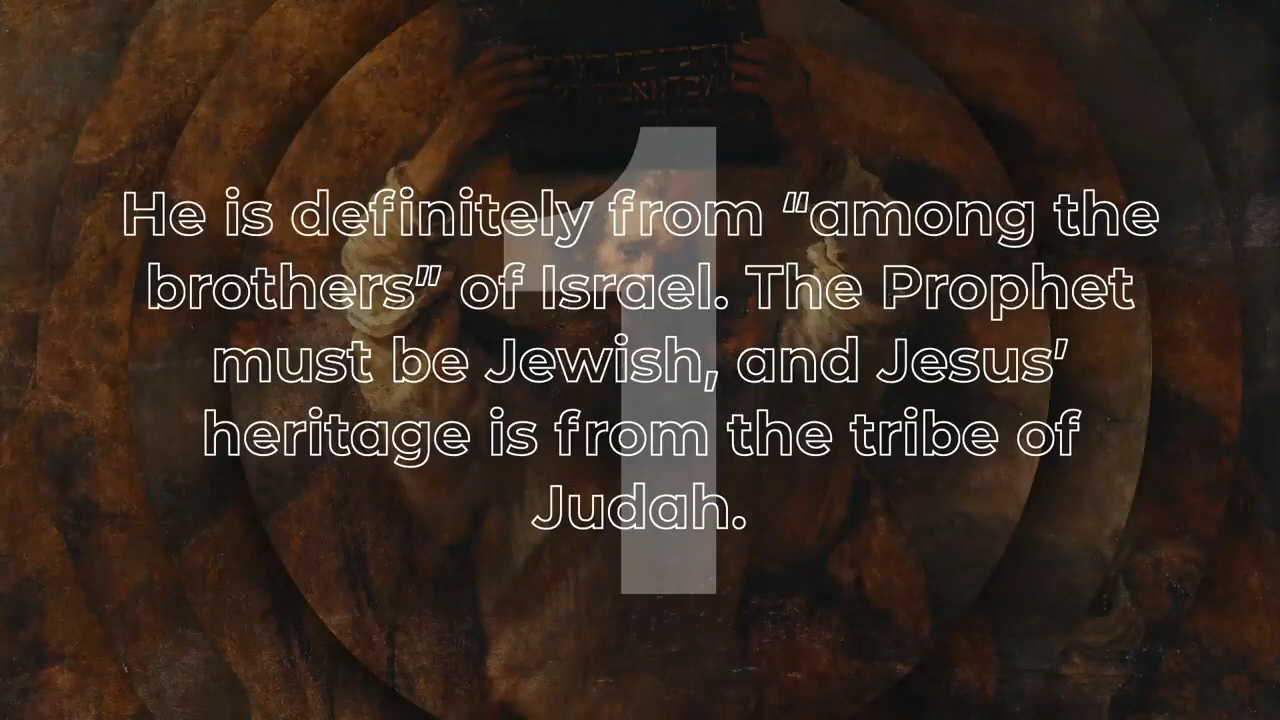 He is definitely from “among the
brothers” of Israel. The Prophet
must be Jewish, and Jesus’
heritage is from the tribe of
Judah.
1